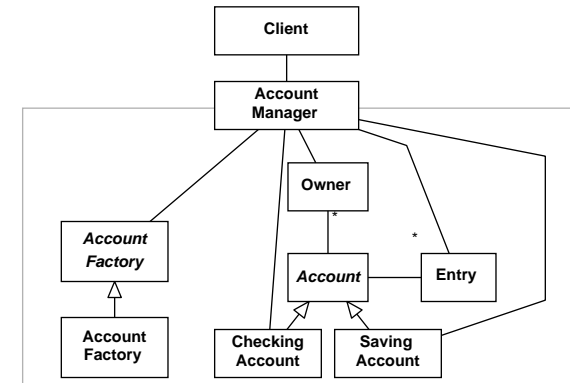 Client
Account
Manager
Owner
*
*
Account
Factory
Account
Entry
Account
Factory
Checking
Account
Saving
Account